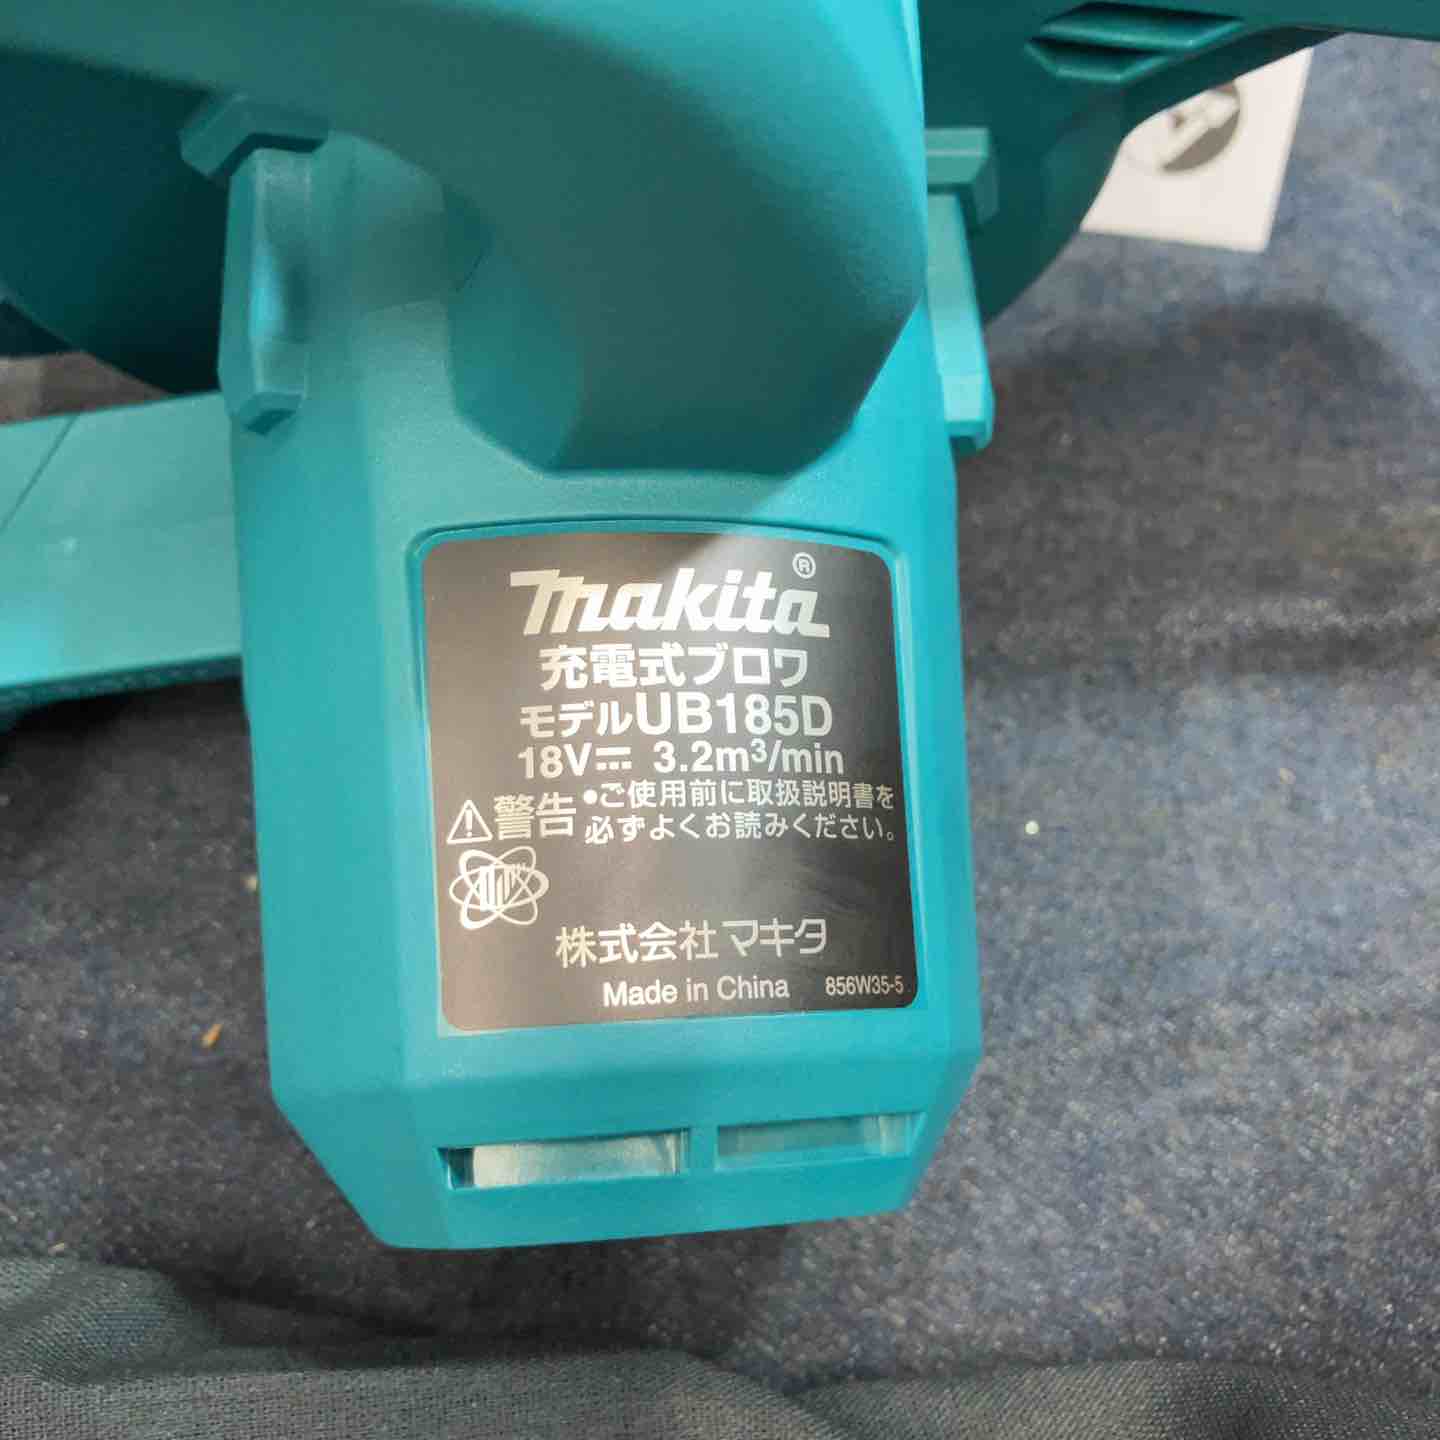 makita®
充電式ブロワ
モデルUB185D
18V⎓ 3.2m³/min
⚠警告 •ご使用前に取扱説明書を
必ずよくお読みください。
株式会社マキタ
Made in China 856W35-5